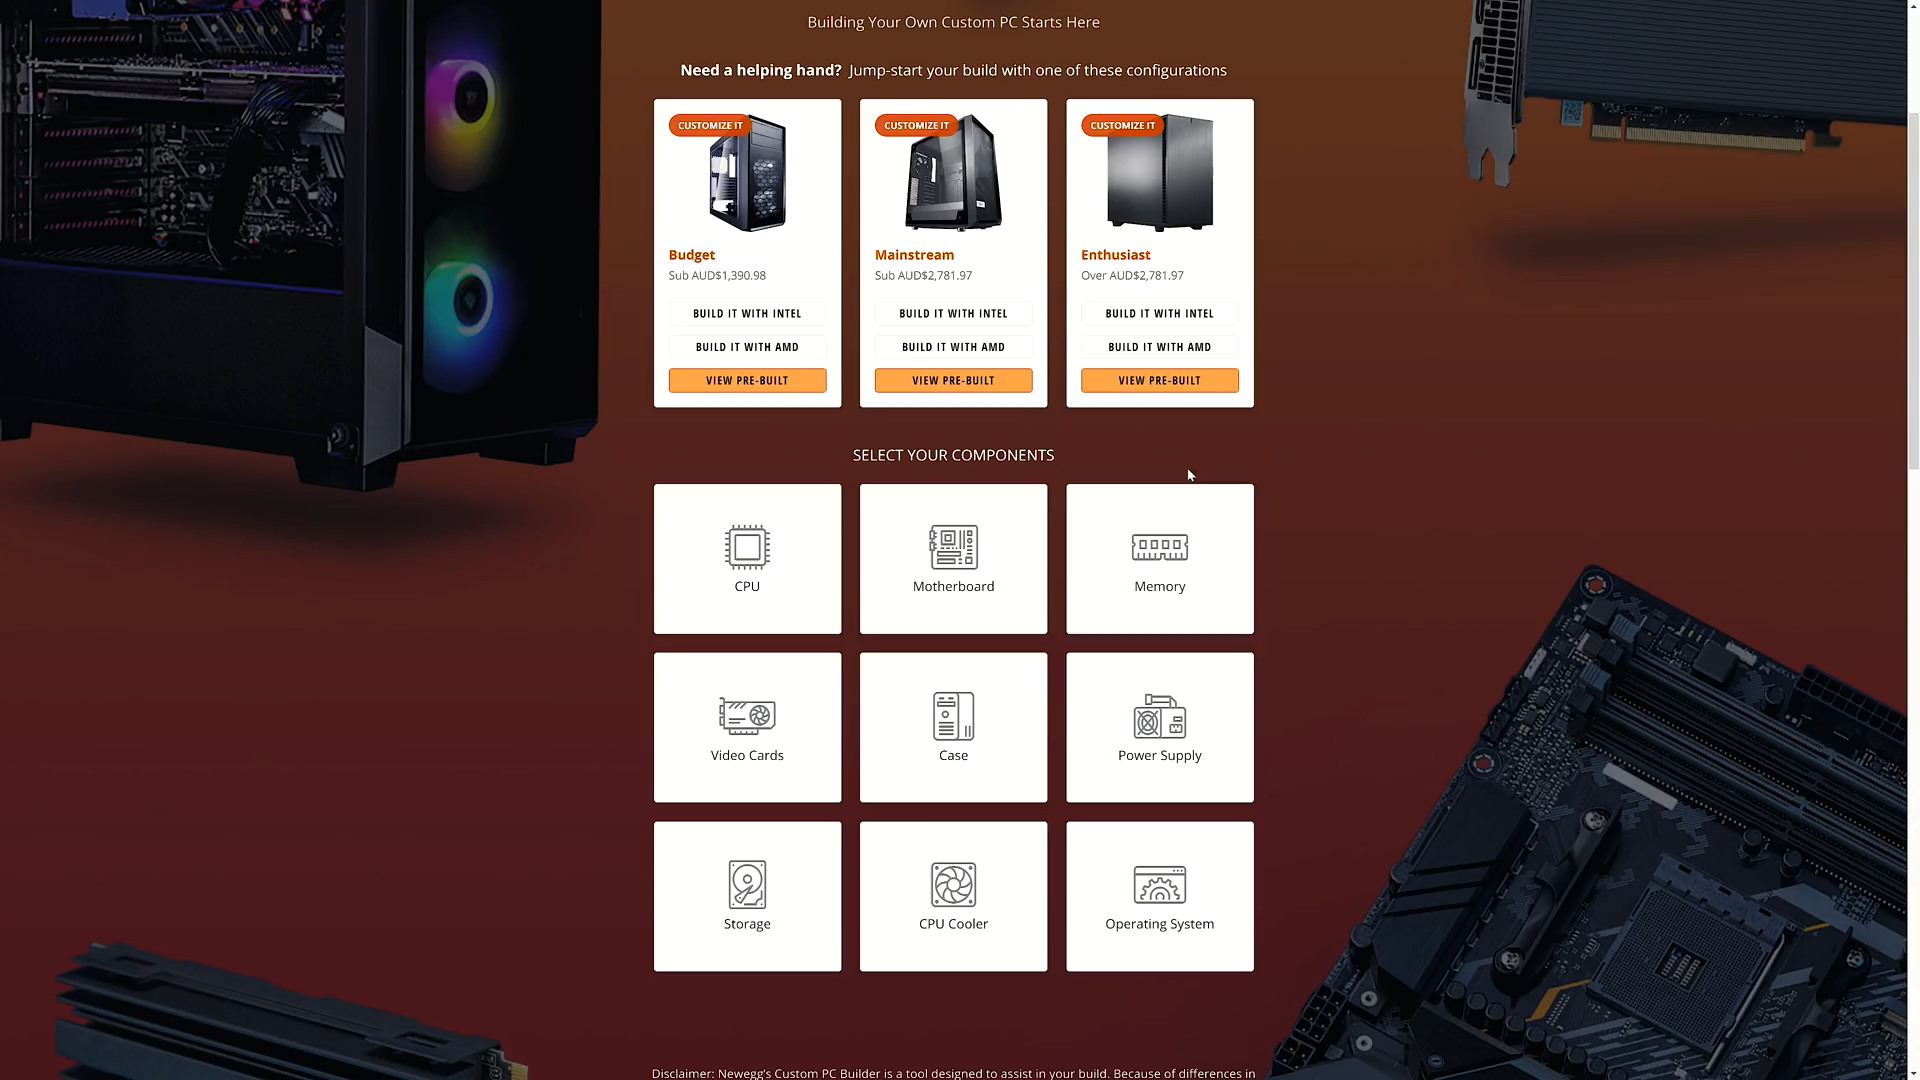 Building Your Own Custom PC Starts Here
Need a helping hand? Jump-start your build with one of these configurations
CUSTOMIZE IT
Budget
Sub AUD$1,390.98
BUILD IT WITH INTEL
BUILD IT WITH AMD
VIEW PRE-BUILT
CUSTOMIZE IT
Mainstream
Sub AUD$2,781.97
BUILD IT WITH INTEL
BUILD IT WITH AMD
VIEW PRE-BUILT
CUSTOMIZE IT
Enthusiast
Over AUD$2,781.97
BUILD IT WITH INTEL
BUILD IT WITH AMD
VIEW PRE-BUILT
SELECT YOUR COMPONENTS
CPU
Motherboard
Memory
Video Cards
Case
Power Supply
Storage
CPU Cooler
Operating System
Disclaimer: Newegg's Custom PC Builder is a tool designed to assist in your build. Because of differences in